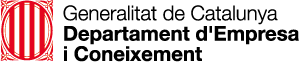 Generalitat de Catalunya
Departament d'Empresa
i Coneixement